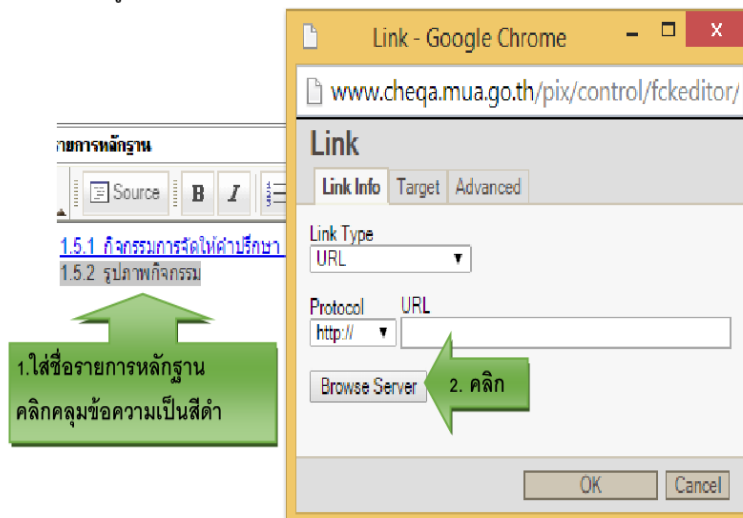 Link - Google Chrome
www.cheqa.mua.go.th/pix/control/fckeditor/
รายการหลักฐาน
Source B I
1.5.1 กิจกรรมการจัดให้คำปรึกษา
1.5.2 รูปภาพกิจกรรม
1.ใส่ชื่อรายการหลักฐาน
คลิกคลุมข้อความเป็นสีดำ
Link
Link Info Target Advanced
Link Type
URL
Protocol URL
http://
Browse Server
2. คลิก
OK Cancel